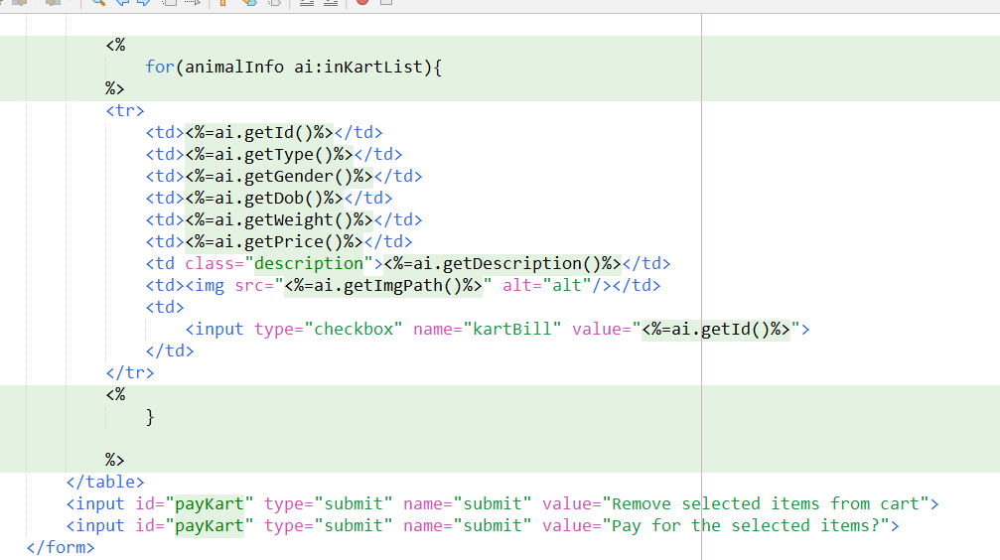 <%
for(animalInfo ai:inKartList){
%>
<tr>
<td><%=ai.getId()%></td>
<td><%=ai.getType()%></td>
<td><%=ai.getGender()%></td>
<td><%=ai.getDob()%></td>
<td><%=ai.getWeight()%></td>
<td><%=ai.getPrice()%></td>
<td class="description"><%=ai.getDescription()%></td>
<td><img src="<%=ai.getImgPath()%>" alt="alt"/></td>
<td>
<input type="checkbox" name="kartBill" value="<%=ai.getId()%>">
</td>
</tr>
<%
}
%>
</table>
<input id="payKart" type="submit" name="submit" value="Remove selected items from cart">
<input id="payKart" type="submit" name="submit" value="Pay for the selected items?">
</form>